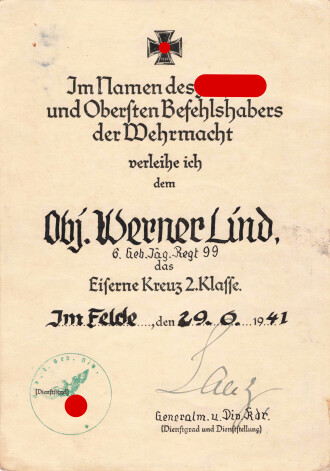 Im Namen des
und Obersten Befehlshabers
der Wehrmacht
verleihe ich
dem
Obj. Werner Lind,
6. Geb. Jäg. Regt 99
das
Eiserne Kreuz 2. Klasse.
Im Felde, den 29. 6. 1941
(Dienstsiegel)
Generalm. u. Div. Kdr.
(Dienstgrad und Dienststellung)